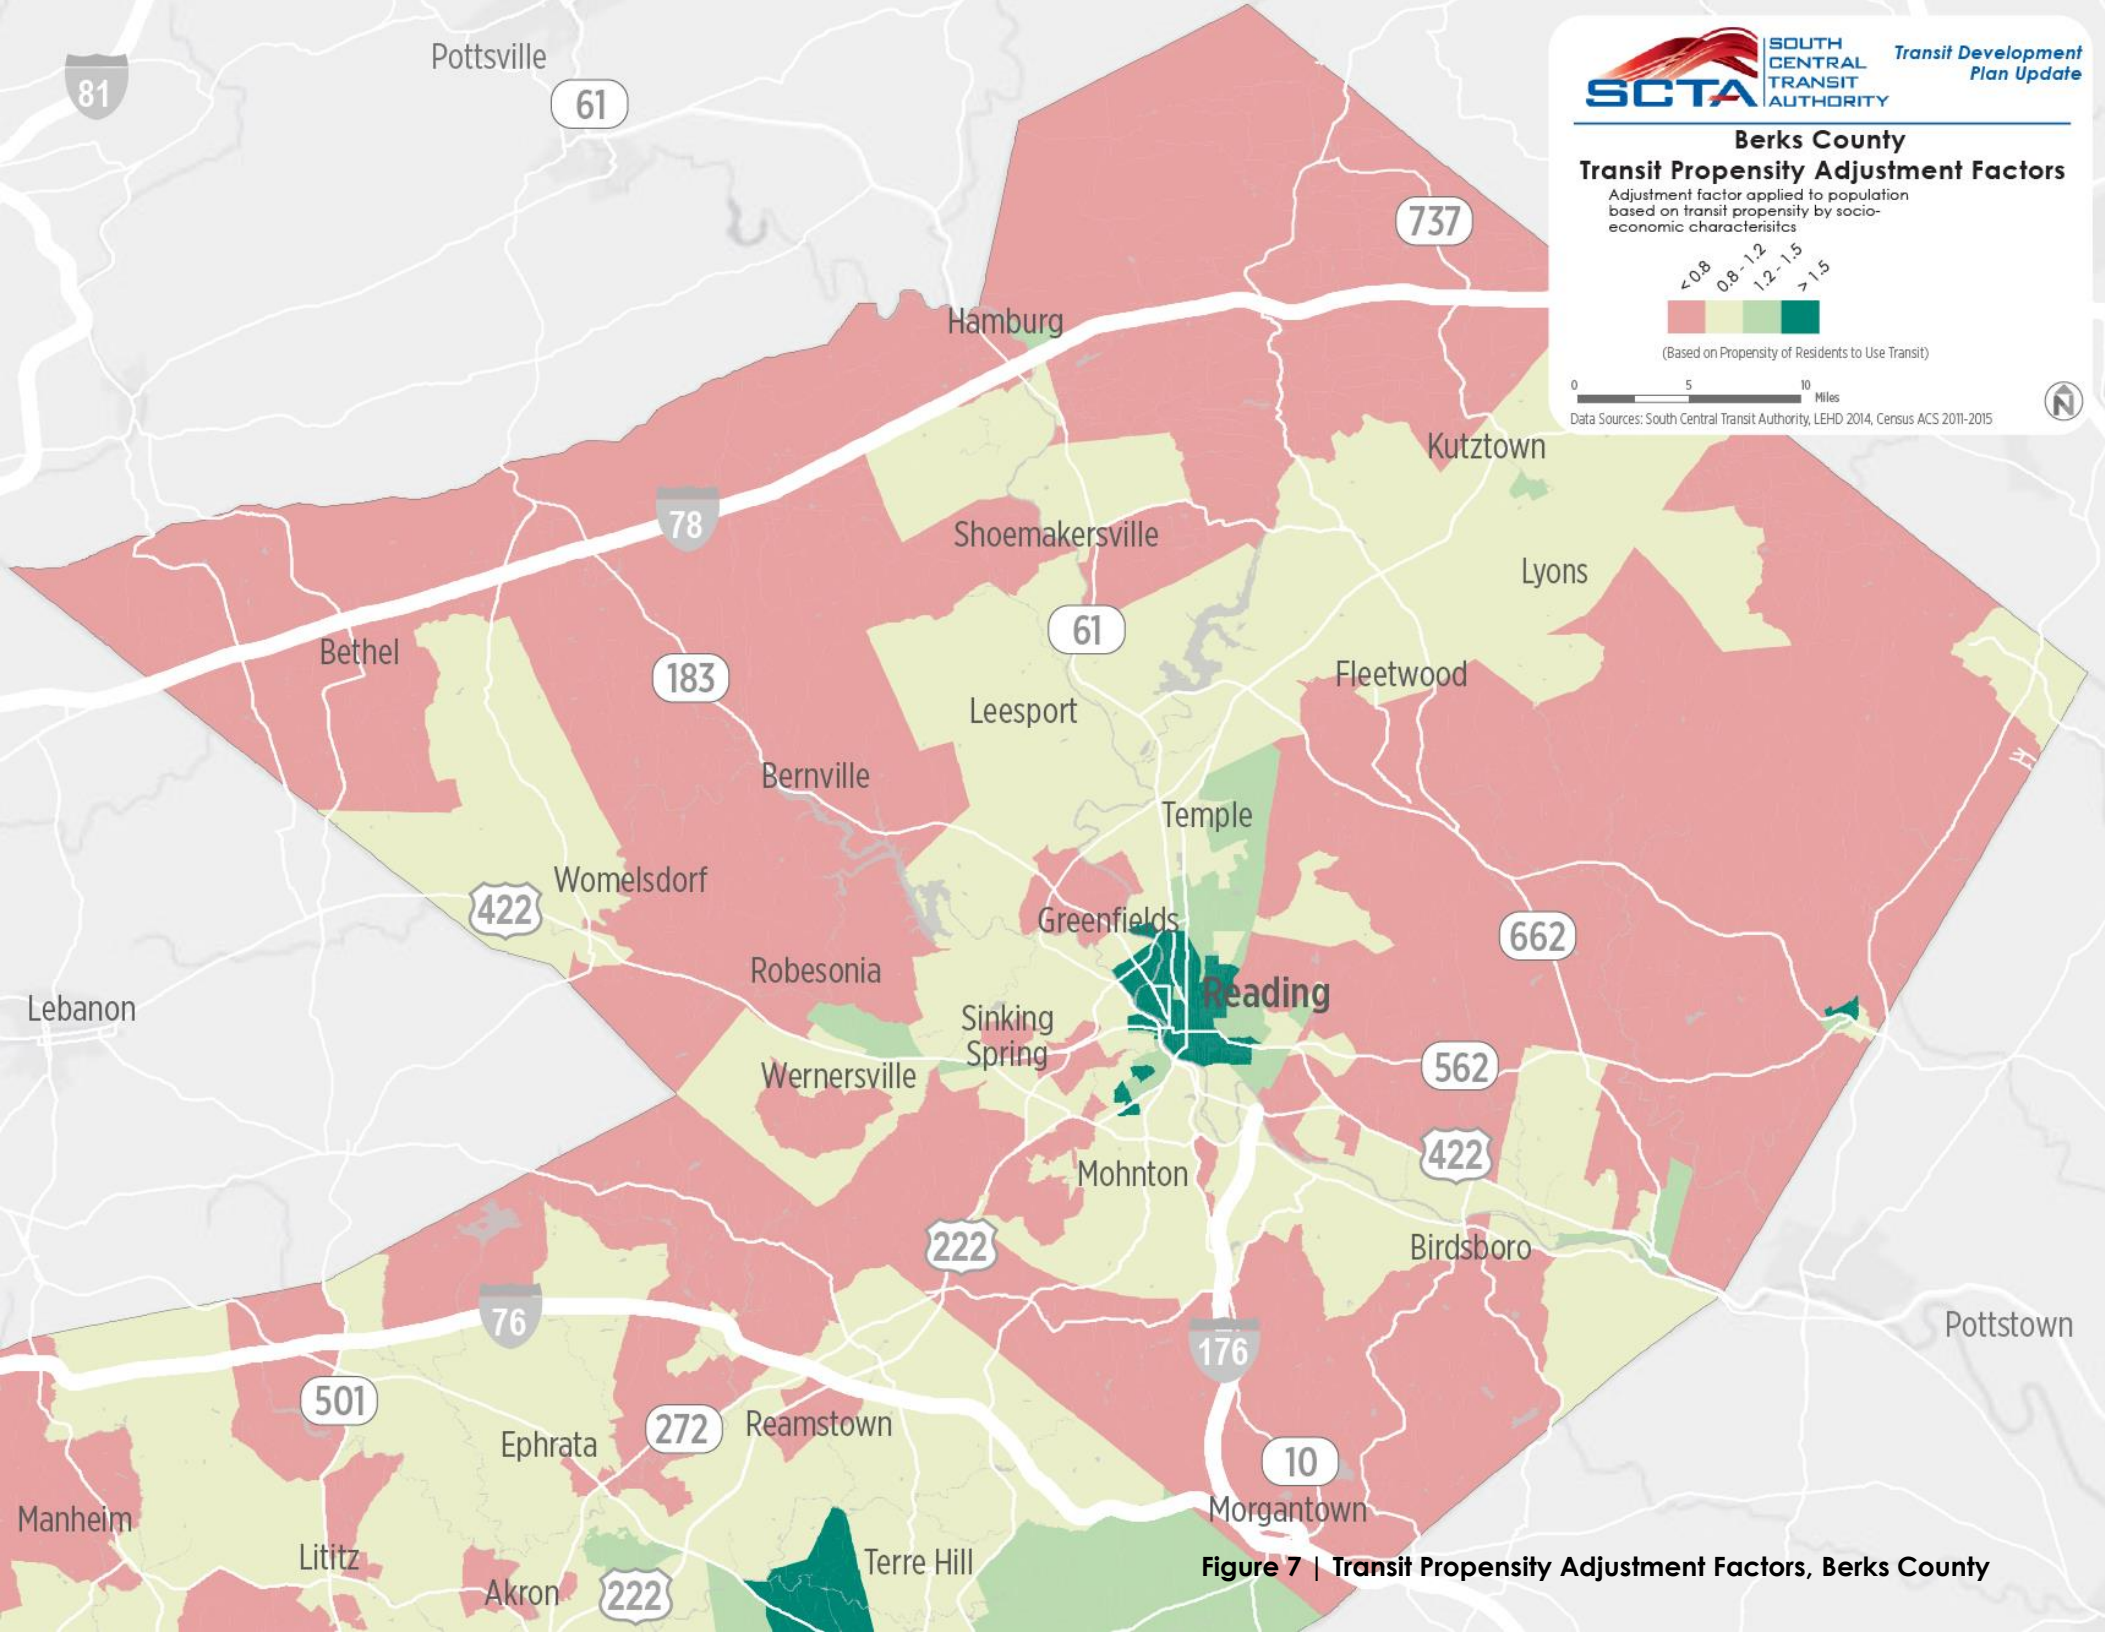 Pottsville
81
61
SCTA
SOUTH
CENTRAL
TRANSIT
AUTHORITY
Transit Development
Plan Update
Berks County
Transit Propensity Adjustment Factors
Adjustment factor applied to population
based on transit propensity by socio-
economic characterisitcs
< 0.8
0.8 - 1.2
1.2 - 1.5
> 1.5
(Based on Propensity of Residents to Use Transit)
0 5 10
Miles
N
Data Sources: South Central Transit Authority, LEHD 2014, Census ACS 2011-2015
737
Hamburg
Kutztown
78
Shoemakersville
Lyons
61
Bethel
183
Fleetwood
Leesport
Bernville
Temple
Womelsdorf
422
Greenfields
662
Robesonia
Reading
Lebanon
Sinking
Spring
562
Wernersville
422
Mohnton
222
Birdsboro
76
Pottstown
176
501
272
Reamstown
Ephrata
10
Manheim
Morgantown
Lititz
Terre Hill
Akron
222
Figure 7 | Transit Propensity Adjustment Factors, Berks County